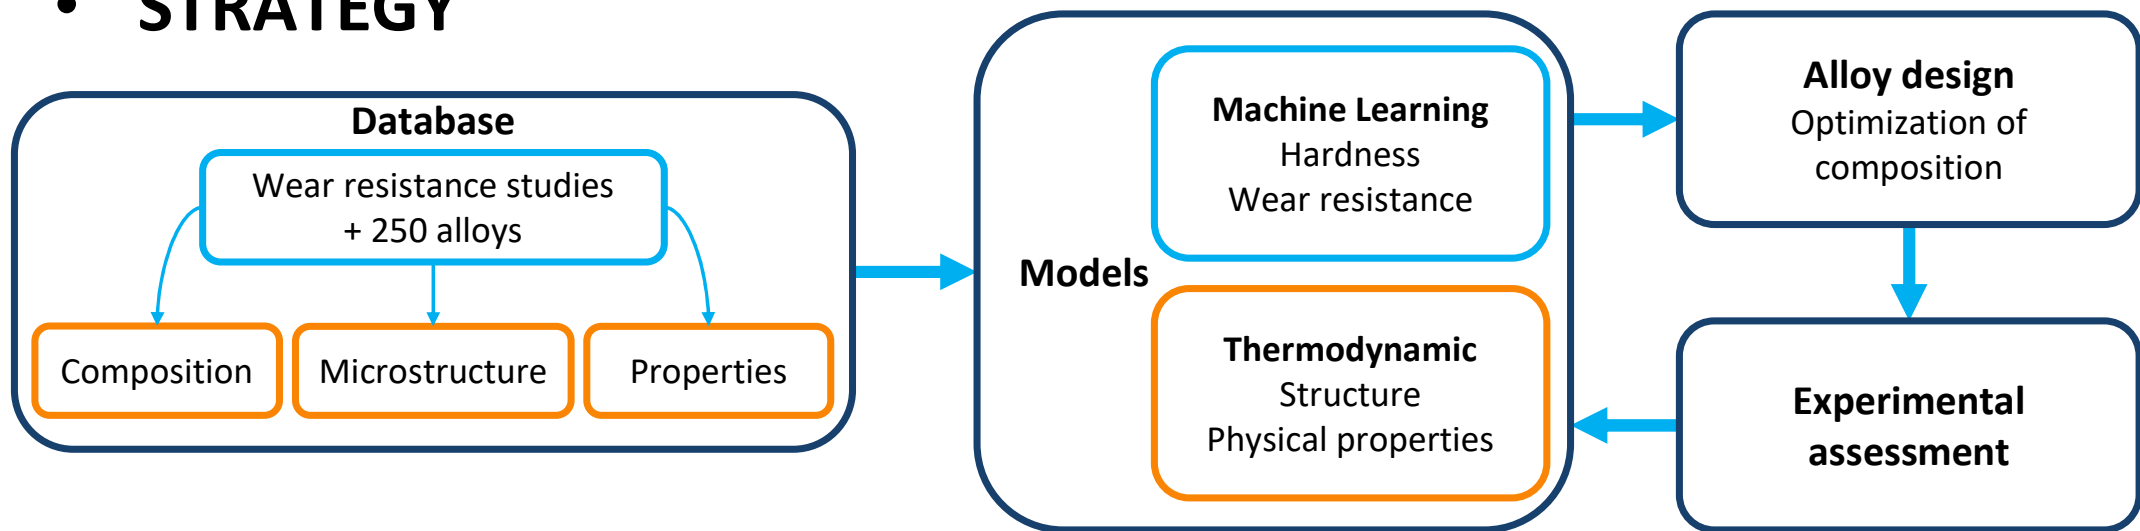 • STRATEGY
Database
Wear resistance studies
+ 250 alloys
Composition
Microstructure
Properties
Models
Machine Learning
Hardness
Wear resistance
Thermodynamic
Structure
Physical properties
Alloy design
Optimization of
composition
Experimental
assessment